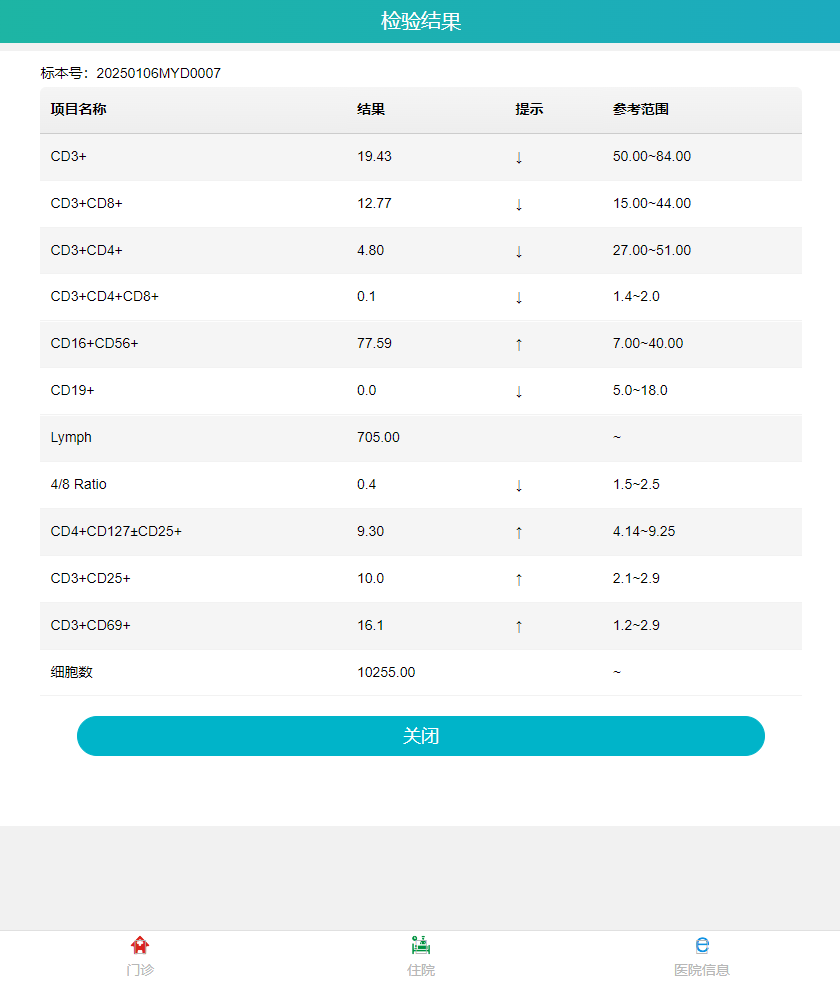 检验结果
标本号：20250106MYD0007
项目名称 结果 提示 参考范围
CD3+ 19.43 ↓ 50.00~84.00
CD3+CD8+ 12.77 ↓ 15.00~44.00
CD3+CD4+ 4.80 ↓ 27.00~51.00
CD3+CD4+CD8+ 0.1 ↓ 1.4~2.0
CD16+CD56+ 77.59 ↑ 7.00~40.00
CD19+ 0.0 ↓ 5.0~18.0
Lymph 705.00 ~
4/8 Ratio 0.4 ↓ 1.5~2.5
CD4+CD127±CD25+ 9.30 ↑ 4.14~9.25
CD3+CD25+ 10.0 ↑ 2.1~2.9
CD3+CD69+ 16.1 ↑ 1.2~2.9
细胞数 10255.00 ~
关闭
门诊 住院 医院信息